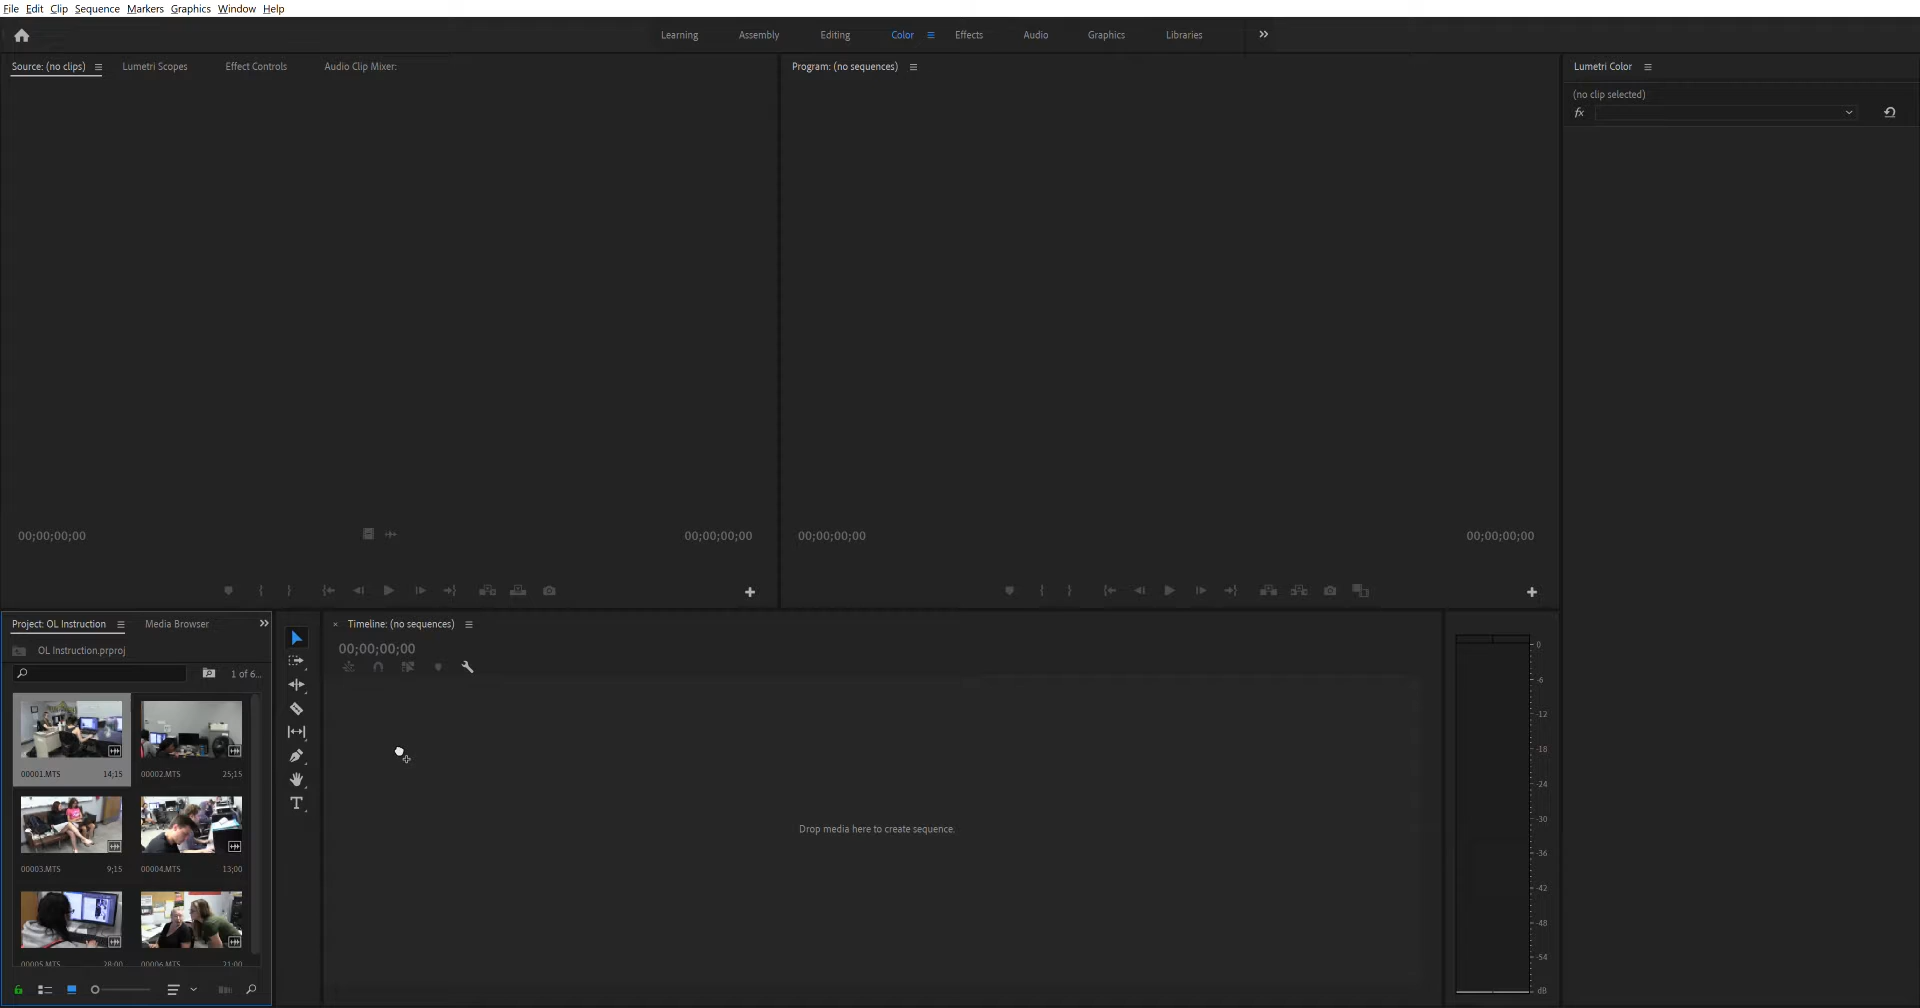 File Edit Clip Sequence Markers Graphics Window Help
Learning Assembly Editing Color Effects Audio Graphics Libraries
Source: (no clips) Lumetri Scopes Effect Controls Audio Clip Mixer:
Program: (no sequences)
Lumetri Color
(no clip selected)
fx
00;00;00;00 00;00;00;00
00;00;00;00 00;00;00;00
Project: OL Instruction Media Browser
OL Instruction.prproj
1 of 6...
00001.MTS 14;15
00002.MTS 25;15
00003.MTS 9;15
00004.MTS 13;00
00005.MTS 28;00
00006.MTS 21;00
T
Timeline: (no sequences)
00;00;00;00
Drop media here to create sequence.
0
-6
-12
-18
-24
-30
-36
-42
-48
-54
dB